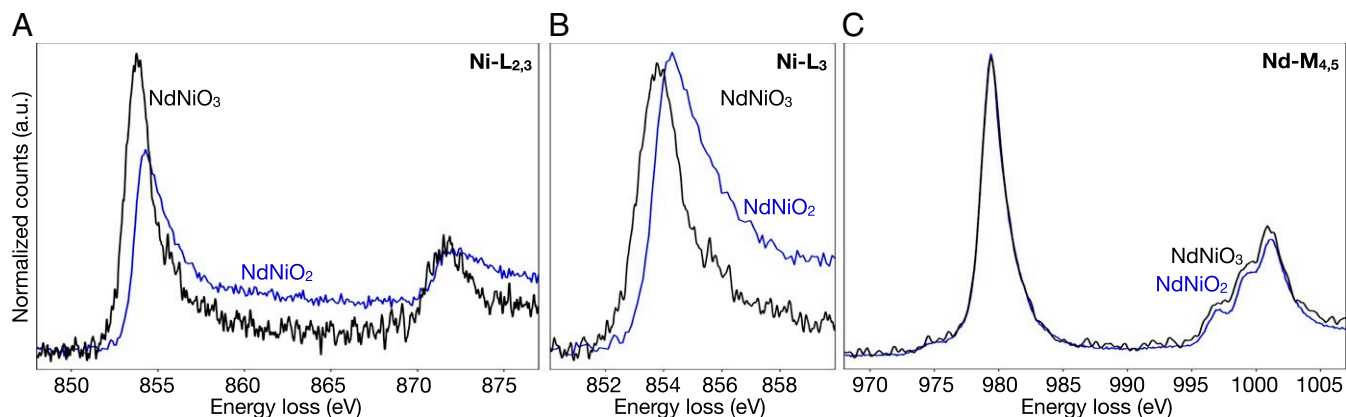 A
B
C
Normalized counts (a.u.)
Ni-L2,3
NdNiO3
NdNiO2
850
855
860
865
870
875
Energy loss (eV)
Ni-L3
NdNiO3
NdNiO2
852
854
856
858
Energy loss (eV)
Nd-M4,5
NdNiO3
NdNiO2
970
975
980
985
990
995
1000
1005
Energy loss (eV)